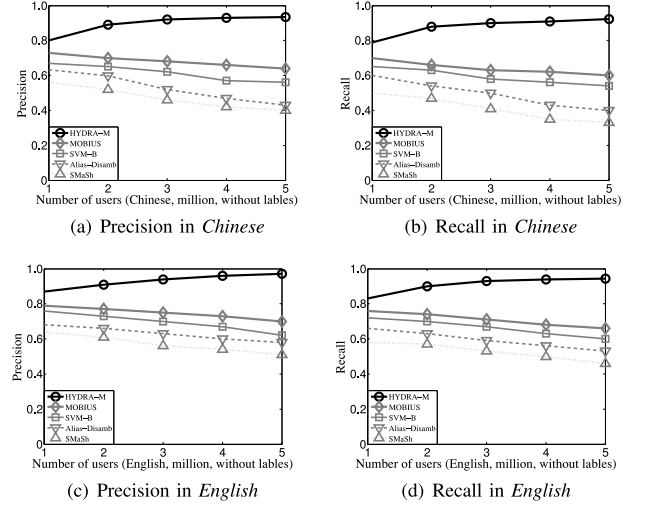 1.0
0.8
0.6
0.4
0.2
0
Precision
HYDRA−M
MOBIUS
SVM−B
Alias−Disamb
SMaSh
1 2 3 4 5
Number of users (Chinese, million, without lables)
(a) Precision in Chinese
1.0
0.8
0.6
0.4
0.2
0
Recall
HYDRA−M
MOBIUS
SVM−B
Alias−Disamb
SMaSh
1 2 3 4 5
Number of users (Chinese, million, without lables)
(b) Recall in Chinese
1.0
0.8
0.6
0.4
0.2
0
Precision
HYDRA−M
MOBIUS
SVM−B
Alias−Disamb
SMaSh
1 2 3 4 5
Number of users (English, million, without lables)
(c) Precision in English
1.0
0.8
0.6
0.4
0.2
0
Recall
HYDRA−M
MOBIUS
SVM−B
Alias−Disamb
SMaSh
1 2 3 4 5
Number of users (English, million, without lables)
(d) Recall in English